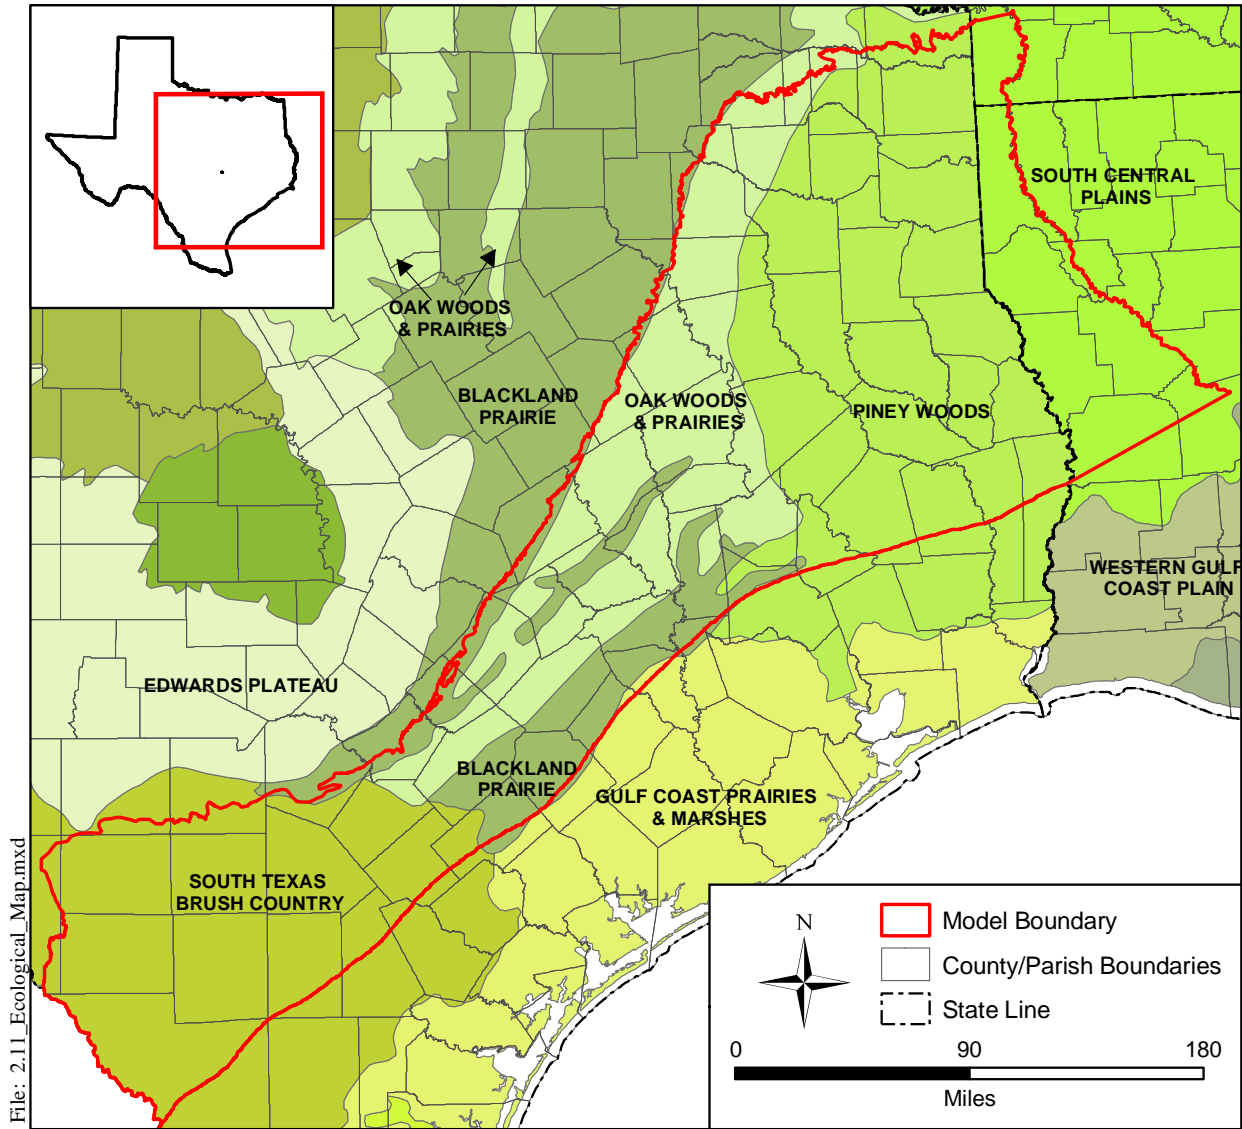 SOUTH CENTRAL
PLAINS
OAK WOODS
& PRAIRIES
BLACKLAND
PRAIRIE
OAK WOODS
& PRAIRIES
PINEY WOODS
WESTERN GULF
COAST PLAIN
EDWARDS PLATEAU
BLACKLAND
PRAIRIE
GULF COAST PRAIRIES
& MARSHES
SOUTH TEXAS
BRUSH COUNTRY
N
Model Boundary
County/Parish Boundaries
State Line
0 90 180
Miles
File: 2.11_Ecological_Map.mxd